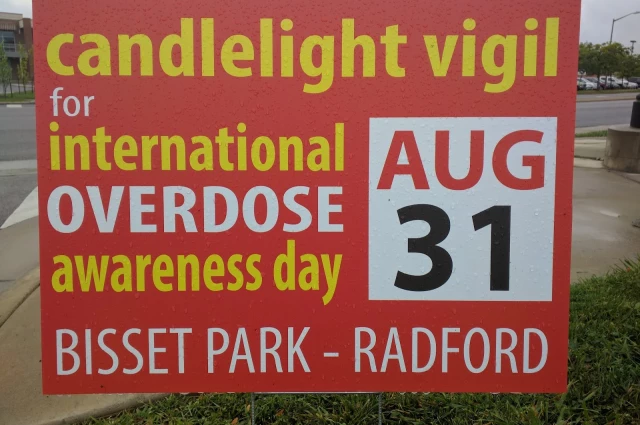 candlelight vigil
for
international
OVERDOSE
awareness day
AUG
31
BISSET PARK - RADFORD